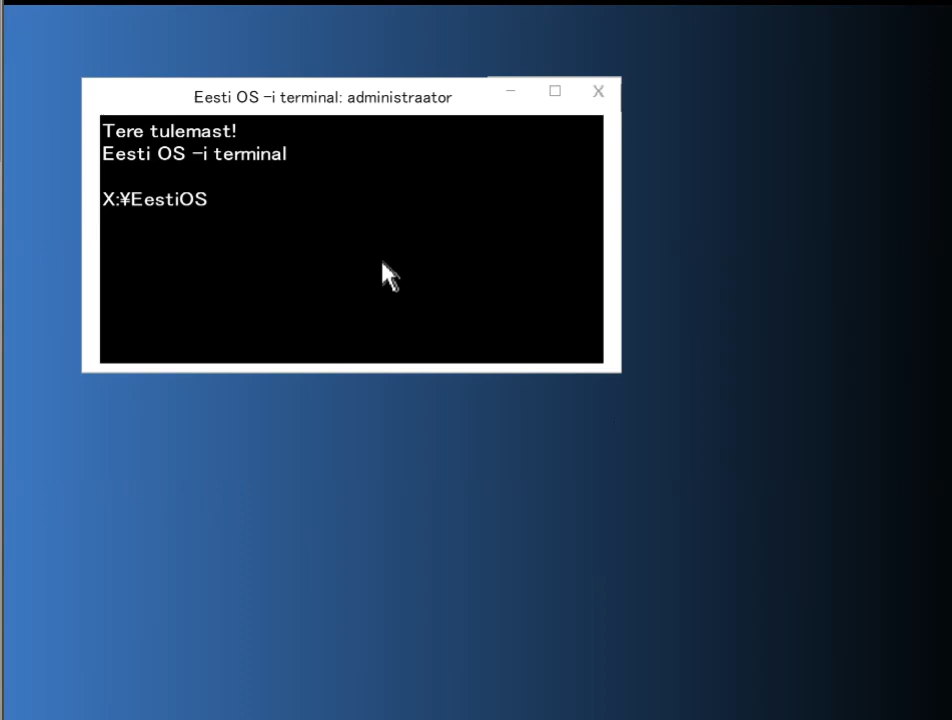 Eesti OS -i terminal: administraator
Tere tulemast!
Eesti OS -i terminal
X:¥EestiOS